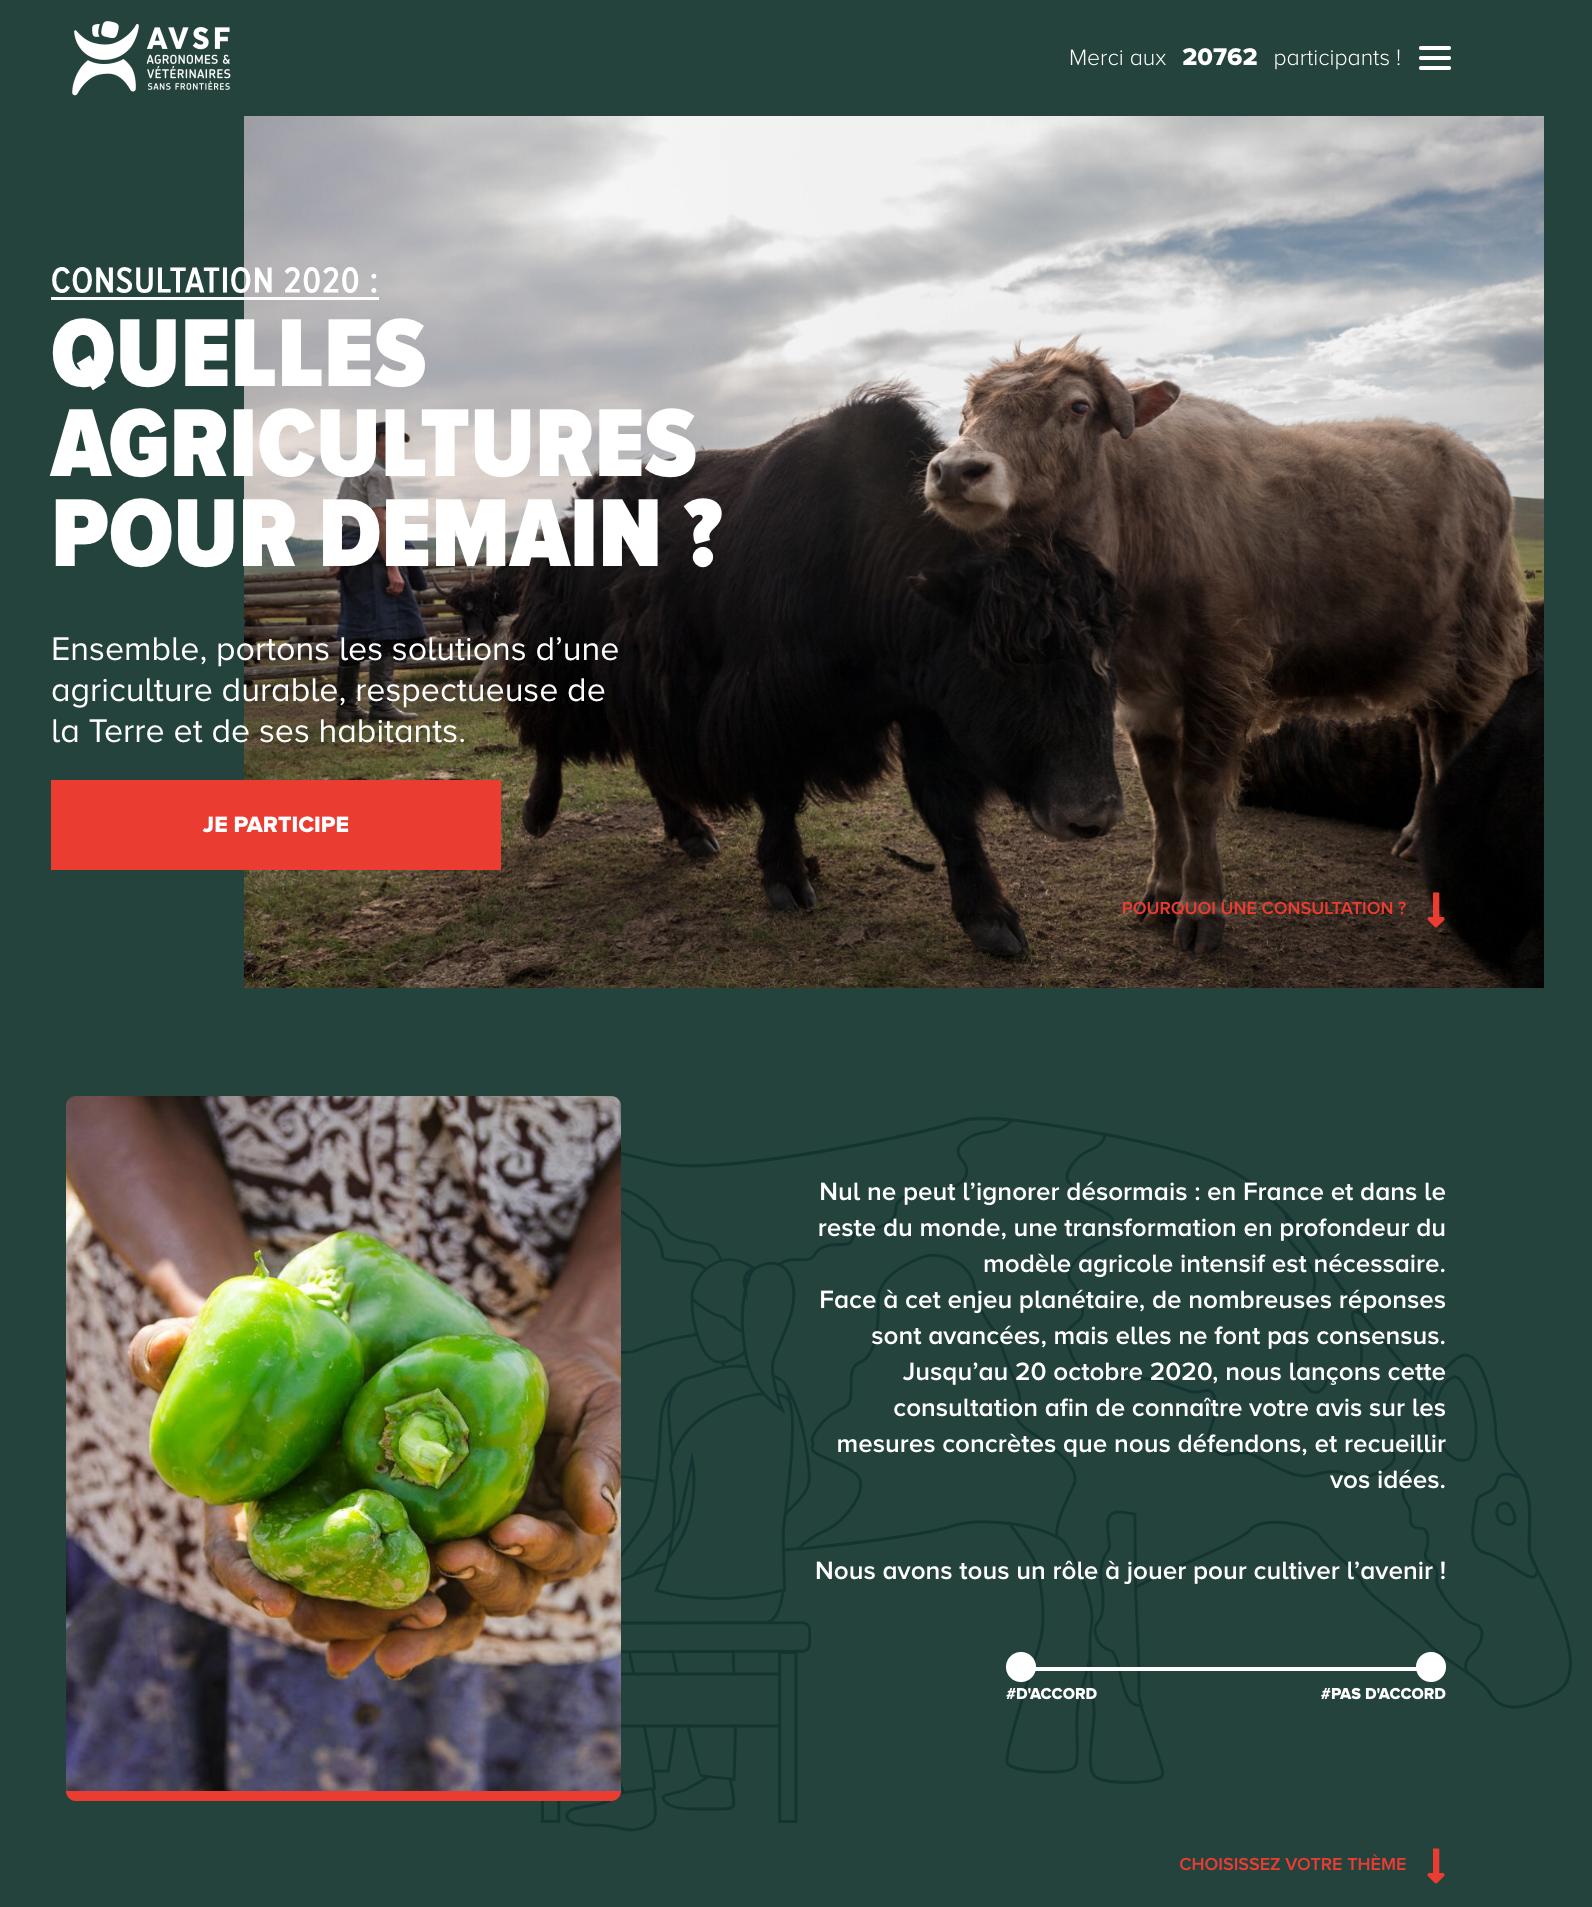 AVSF
AGRONOMES &
VÉTÉRINAIRES
SANS FRONTIÈRES
Merci aux 20762 participants !
CONSULTATION 2020 :
QUELLES
AGRICULTURES
POUR DEMAIN ?
Ensemble, portons les solutions d’une
agriculture durable, respectueuse de
la Terre et de ses habitants.
JE PARTICIPE
POURQUOI UNE CONSULTATION ?
Nul ne peut l’ignorer désormais : en France et dans le
reste du monde, une transformation en profondeur du
modèle agricole intensif est nécessaire.
Face à cet enjeu planétaire, de nombreuses réponses
sont avancées, mais elles ne font pas consensus.
Jusqu’au 20 octobre 2020, nous lançons cette
consultation afin de connaître votre avis sur les
mesures concrètes que nous défendons, et recueillir
vos idées.
Nous avons tous un rôle à jouer pour cultiver l’avenir !
#D'ACCORD
#PAS D'ACCORD
CHOISISSEZ VOTRE THÈME